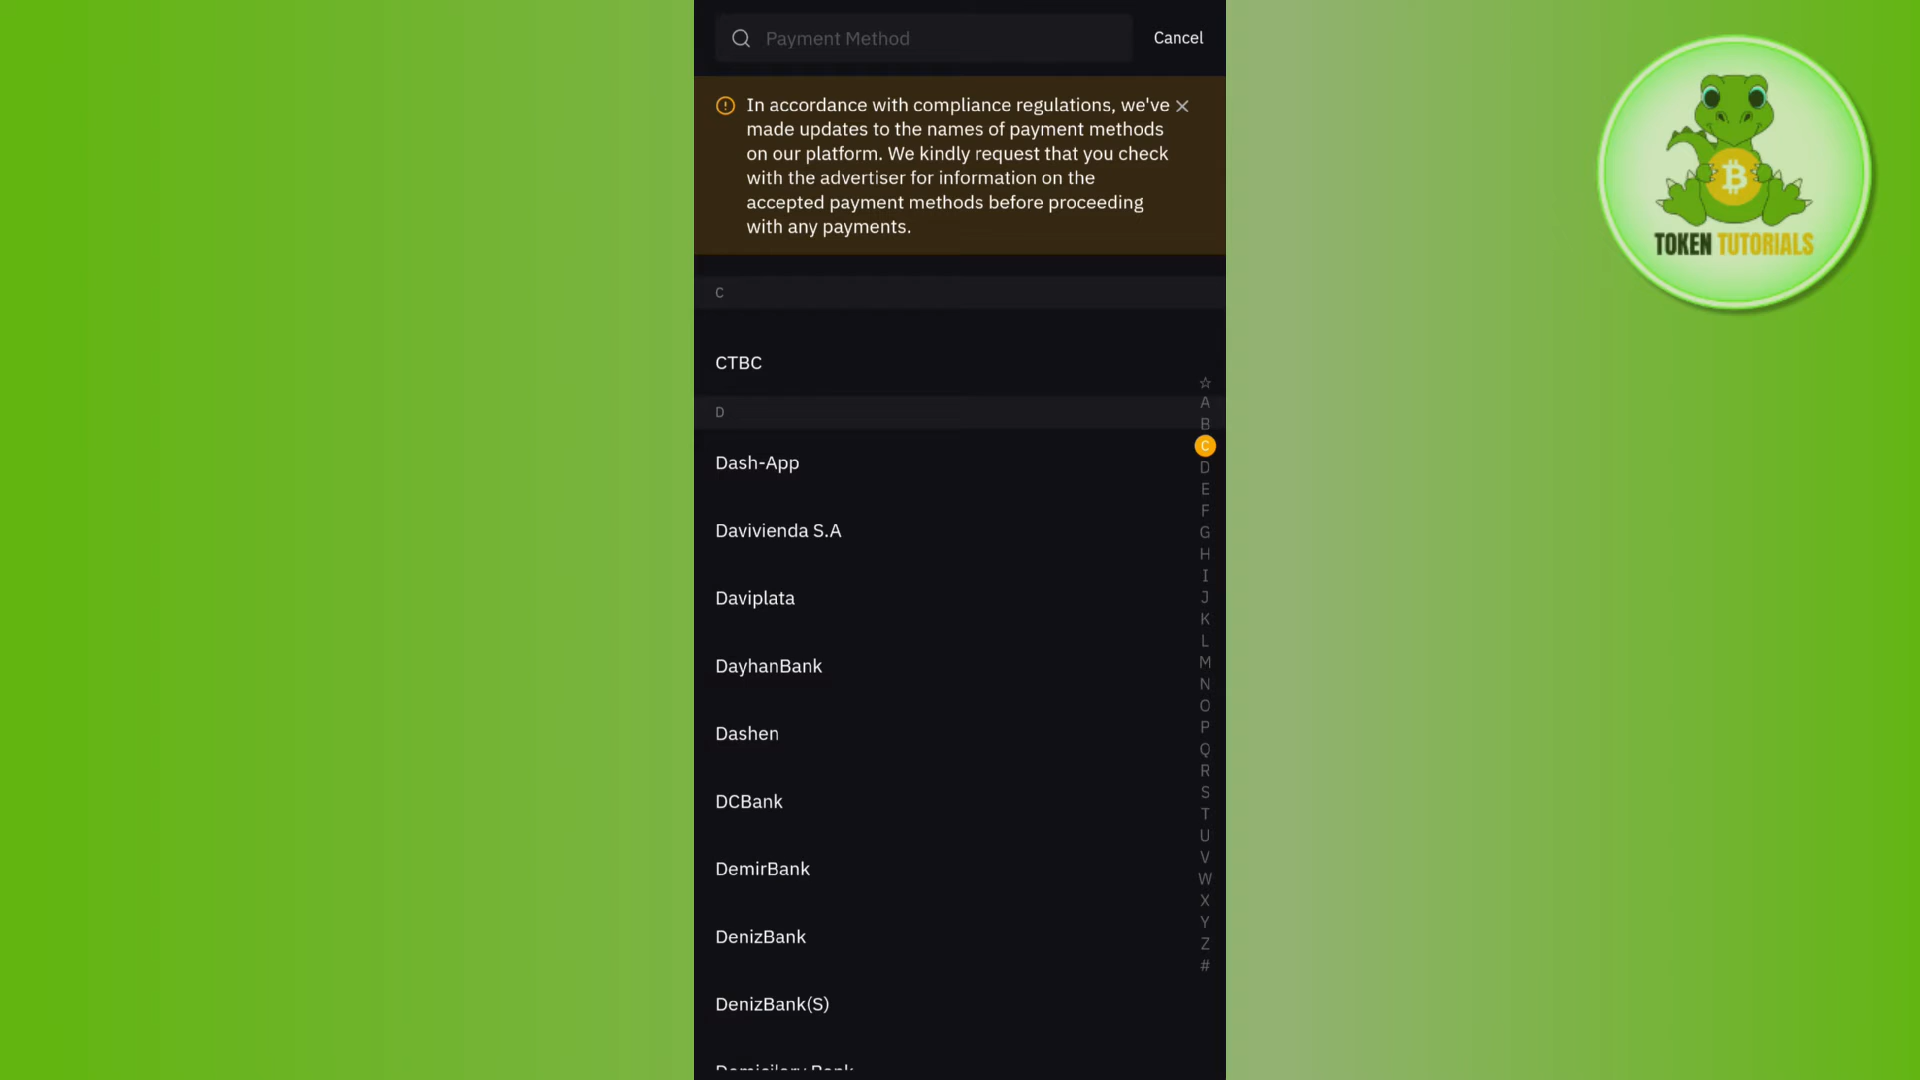 Payment Method
Cancel
In accordance with compliance regulations, we've
made updates to the names of payment methods
on our platform. We kindly request that you check
with the advertiser for information on the
accepted payment methods before proceeding
with any payments.
C
CTBC
D
Dash-App
Davivienda S.A
Daviplata
DayhanBank
Dashen
DCBank
DemirBank
DenizBank
DenizBank(S)
A
B
C
D
E
F
G
H
I
J
K
L
M
N
O
P
Q
R
S
T
U
V
W
X
Y
Z
#
TOKEN TUTORIALS